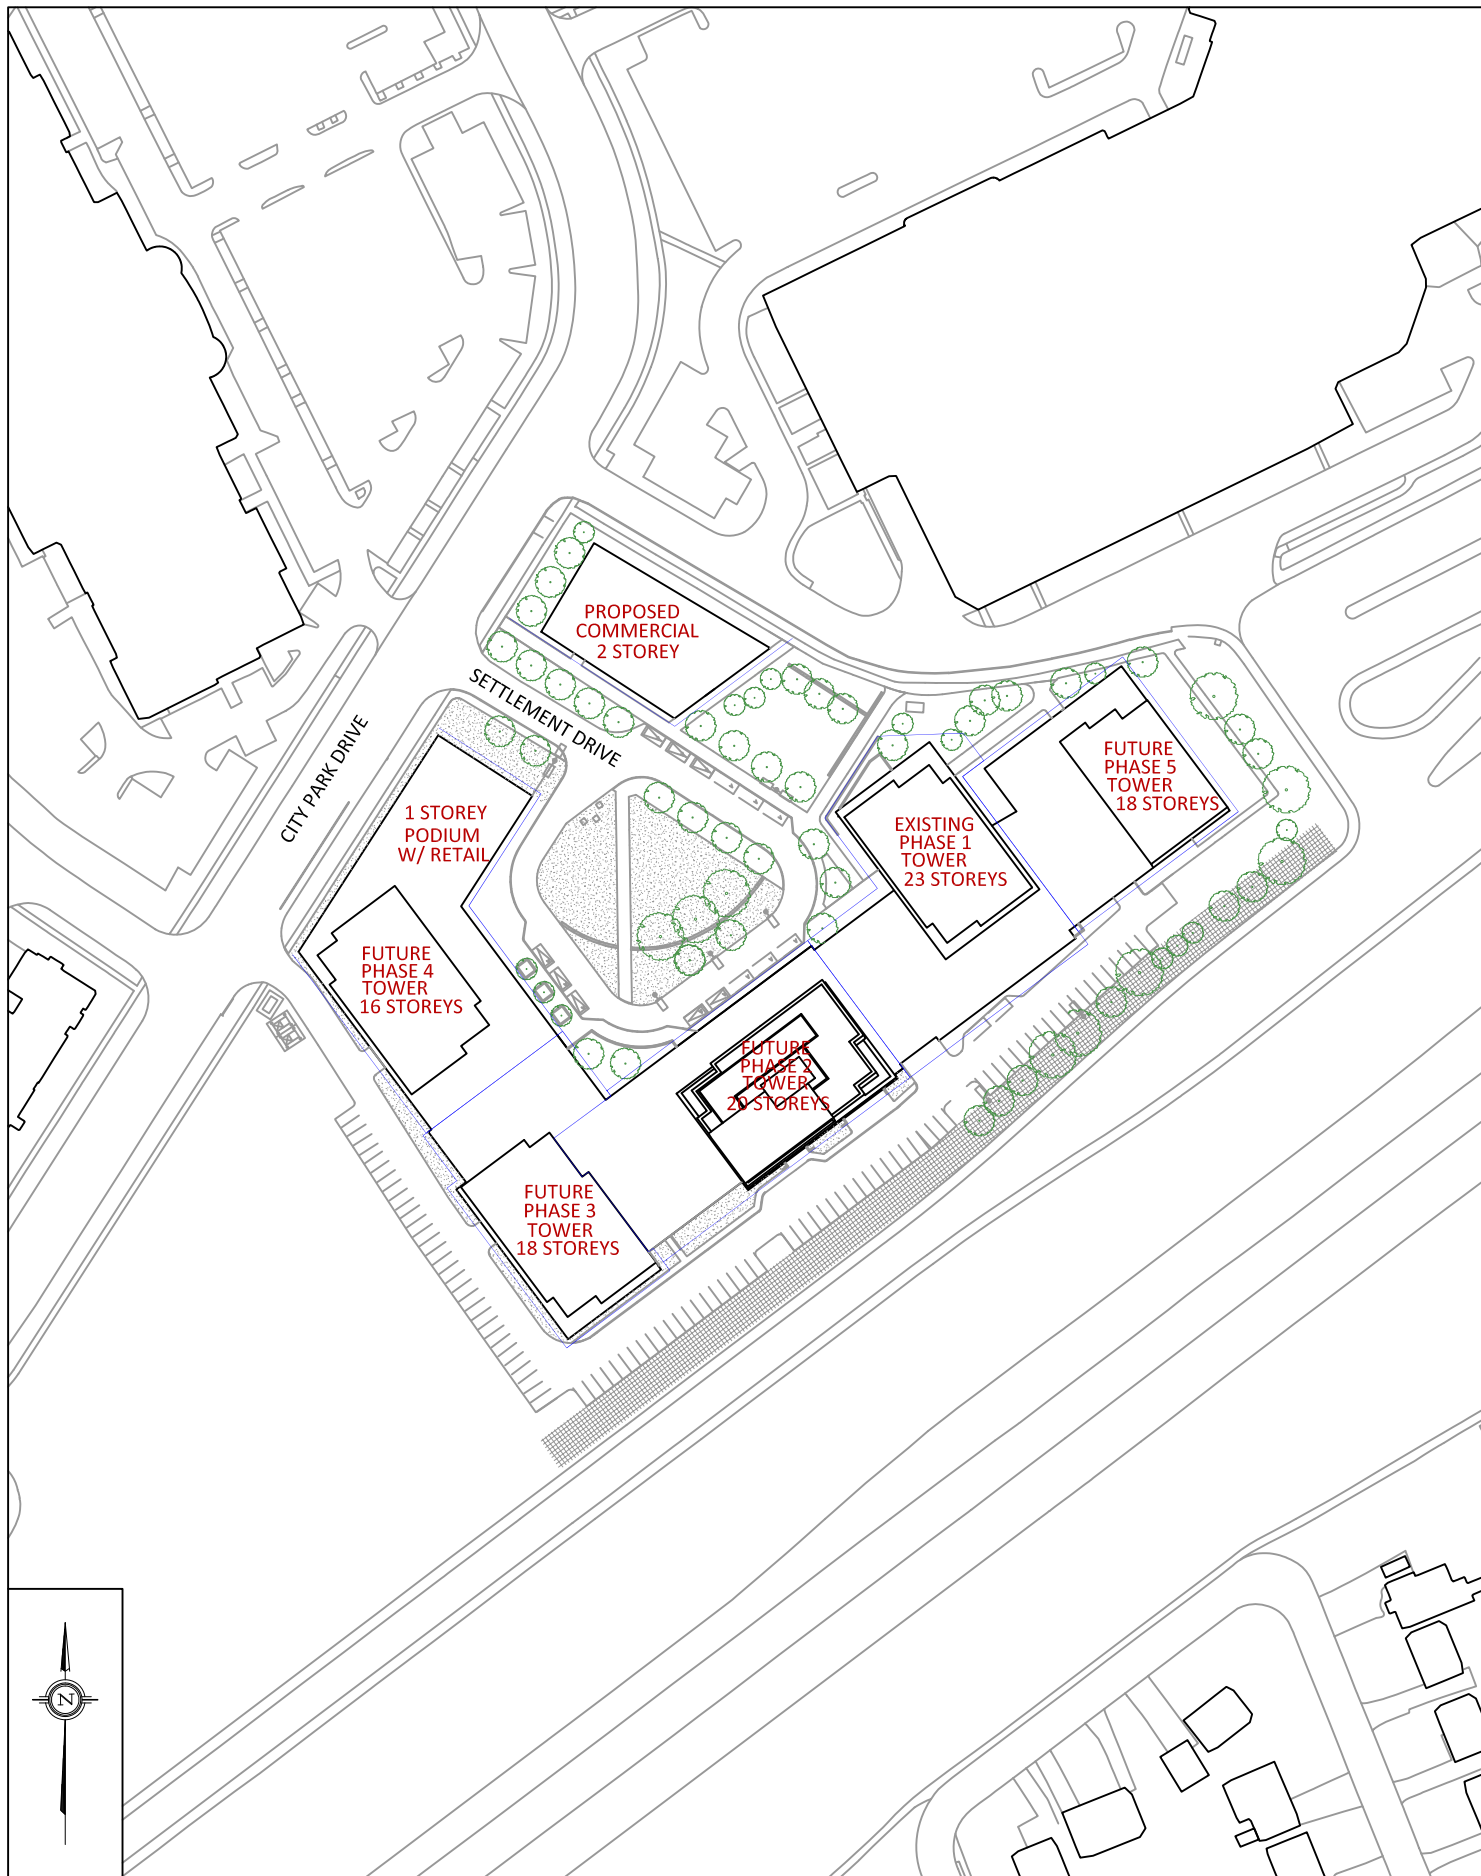 PROPOSED
COMMERCIAL
2 STOREY
SETTLEMENT DRIVE
CITY PARK DRIVE
1 STOREY
PODIUM
W/ RETAIL
FUTURE
PHASE 5
TOWER
18 STOREYS
EXISTING
PHASE 1
TOWER
23 STOREYS
FUTURE
PHASE 4
TOWER
16 STOREYS
FUTURE
PHASE 2
TOWER
20 STOREYS
FUTURE
PHASE 3
TOWER
18 STOREYS
N